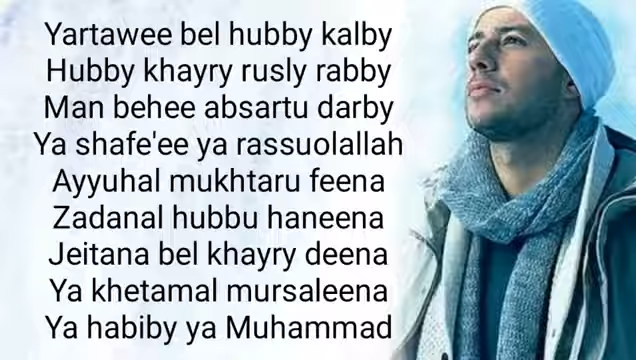 Yartawee bel hubby kalby
Hubby khayry rusly rabby
Man behee absartu darby
Ya shafe'ee ya rassuolallah
Ayyuhal mukhtaru feena
Zadanal hubbu haneena
Jeitana bel khayry deena
Ya khetamal mursaleena
Ya habiby ya Muhammad